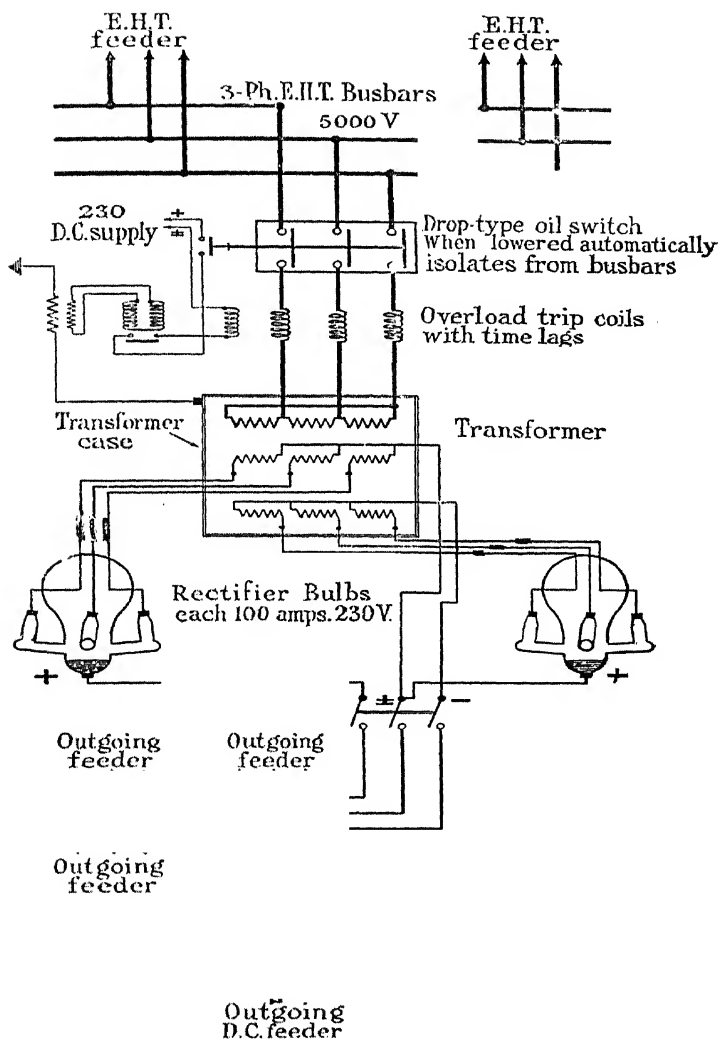 E.H.T.
feeder
E.H.T.
feeder
3-Ph.E.H.T. Busbars
5000 V
230
D.C. supply
+
±
Drop-type oil switch
When lowered automatically
isolates from busbars
Overload trip coils
with time lags
Transformer
case
Transformer
Rectifier Bulbs
each 100 amps. 230V.
+
+
±
−
Outgoing
feeder
Outgoing
feeder
Outgoing
feeder
Outgoing
D.C. feeder